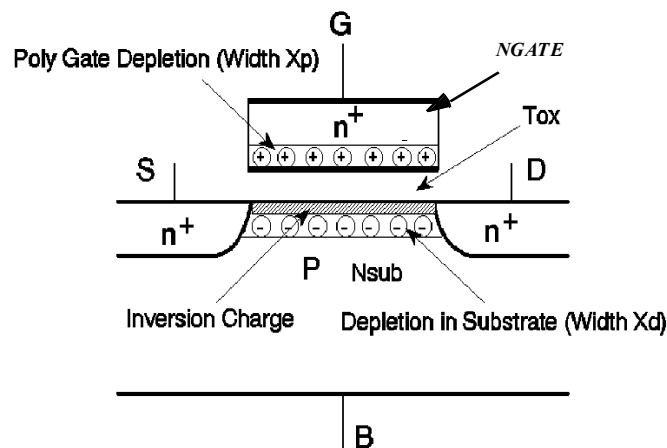 G
Poly Gate Depletion (Width Xp)
NGATE
n+
Tox
+ + + + + + +
S
D
n+
n+
- - - - - - -
P
Nsub
Inversion Charge
Depletion in Substrate (Width Xd)
B